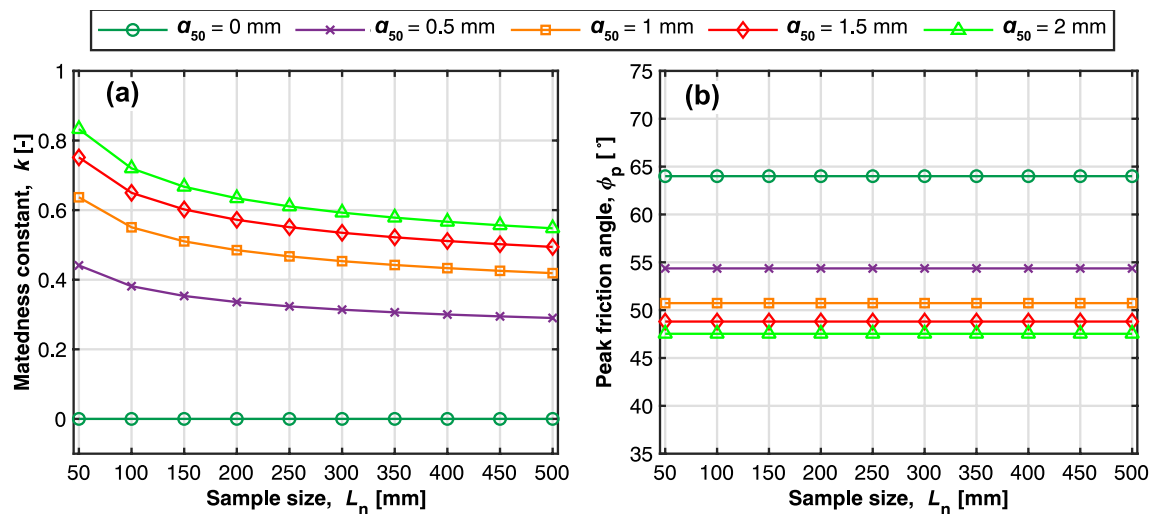 a50 = 0 mm a50 = 0.5 mm a50 = 1 mm a50 = 1.5 mm a50 = 2 mm
(a)
Matedness constant, k [-]
1
0.8
0.6
0.4
0.2
0
50 100 150 200 250 300 350 400 450 500
Sample size, Ln [mm]
(b)
Peak friction angle, ϕp [°]
75
70
65
60
55
50
45
40
35
50 100 150 200 250 300 350 400 450 500
Sample size, Ln [mm]